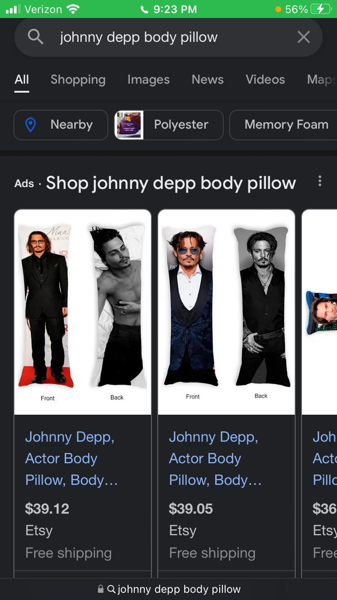 Verizon 9:23 PM 56%
johnny depp body pillow
All Shopping Images News Videos Map
Nearby Polyester Memory Foam
Ads · Shop johnny depp body pillow
Front Back Front Back
Johnny Depp, Johnny Depp, Joh
Actor Body Actor Body Act
Pillow, Body... Pillow, Body... Pill
$39.12 $39.05 $36
Etsy Etsy Ets
Free shipping Free shipping Free
johnny depp body pillow